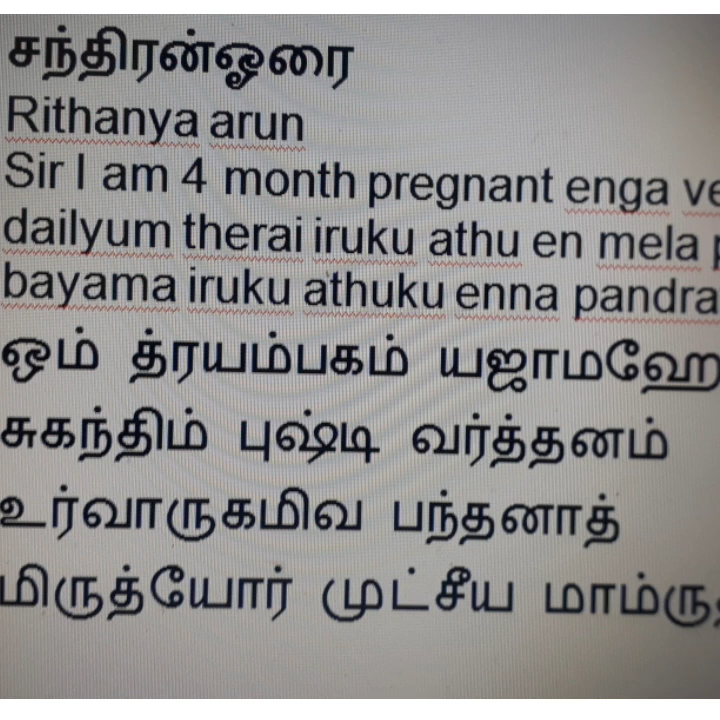 சந்திரன்ஓரை
Rithanya arun
Sir I am 4 month pregnant enga
dailyum therai iruku athu en mela
bayama iruku athuku enna pandra
ஓம் த்ரயம்பகம் யஜாமஹே
சுகந்திம் புஷ்டி வர்த்தனம்
உர்வாருகமிவ பந்தனாத்
மிருத்யோர் முட்சீய